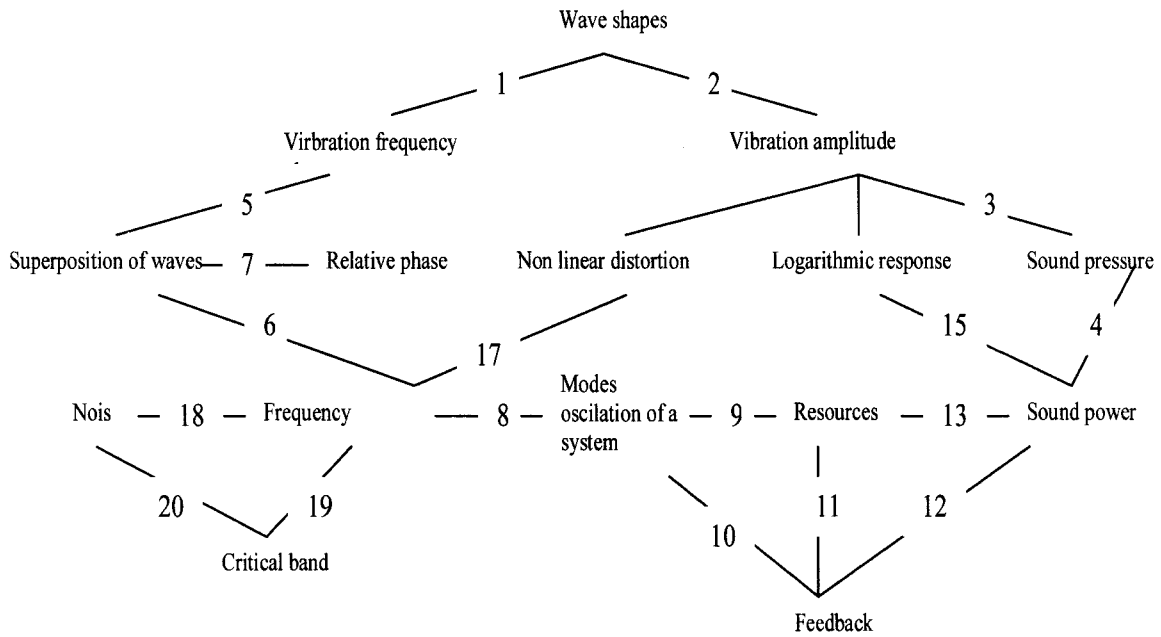 Wave shapes
1 2
Virbration frequency Vibration amplitude
5 3
Superposition of waves 7 Relative phase Non linear distortion Logarithmic response Sound pressure
6 17 15 4
Nois 18 Frequency 8 Modes oscilation of a system 9 Resources 13 Sound power
20 19 10 11 12
Critical band
Feedback